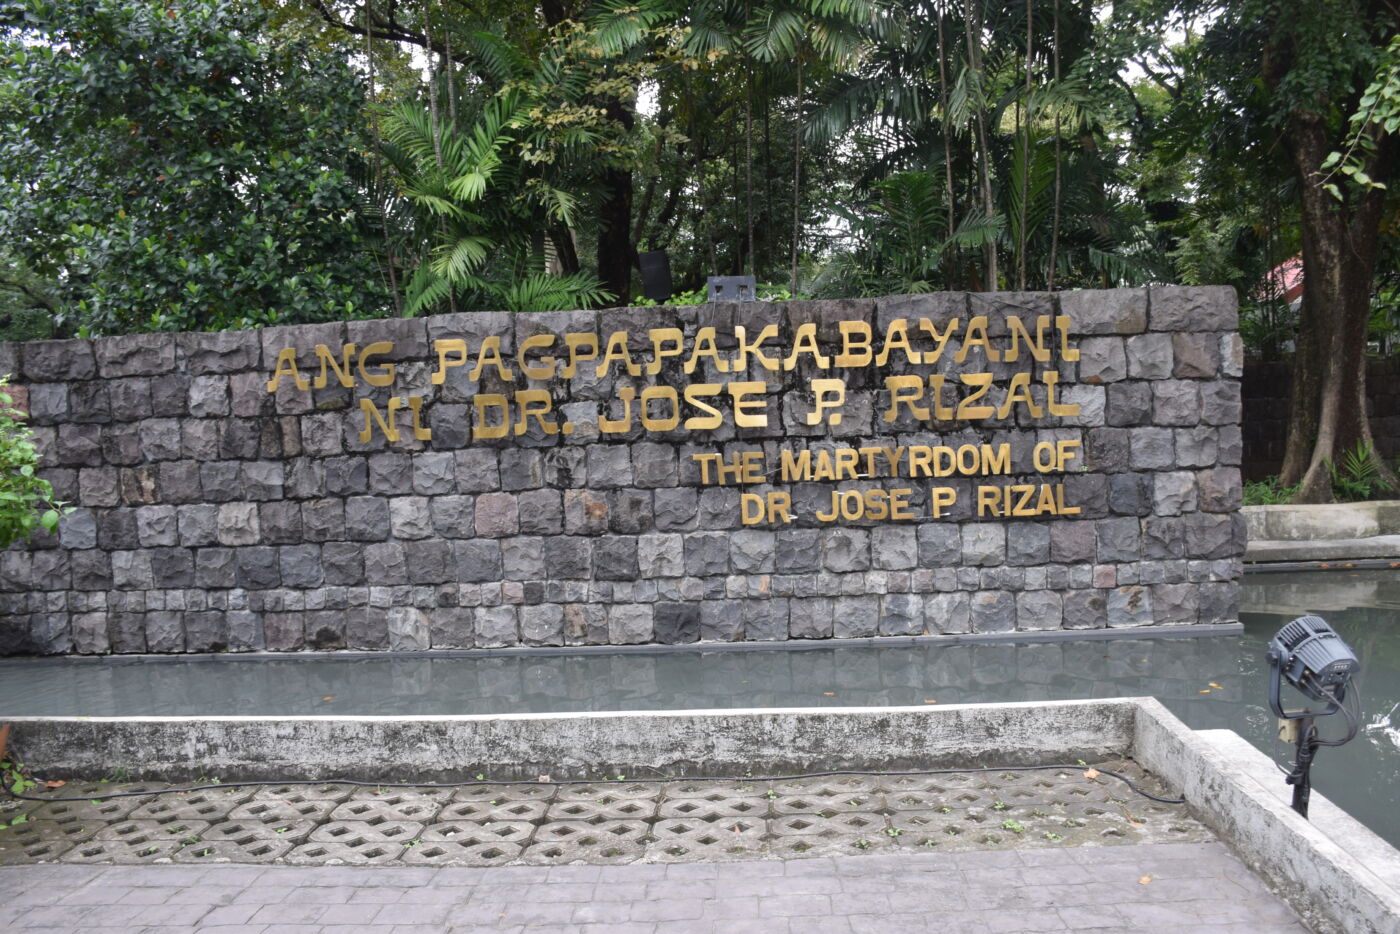 ANG PAGPAPAKABAYANI
NI DR. JOSE P. RIZAL
THE MARTYRDOM OF
DR. JOSE P RIZAL